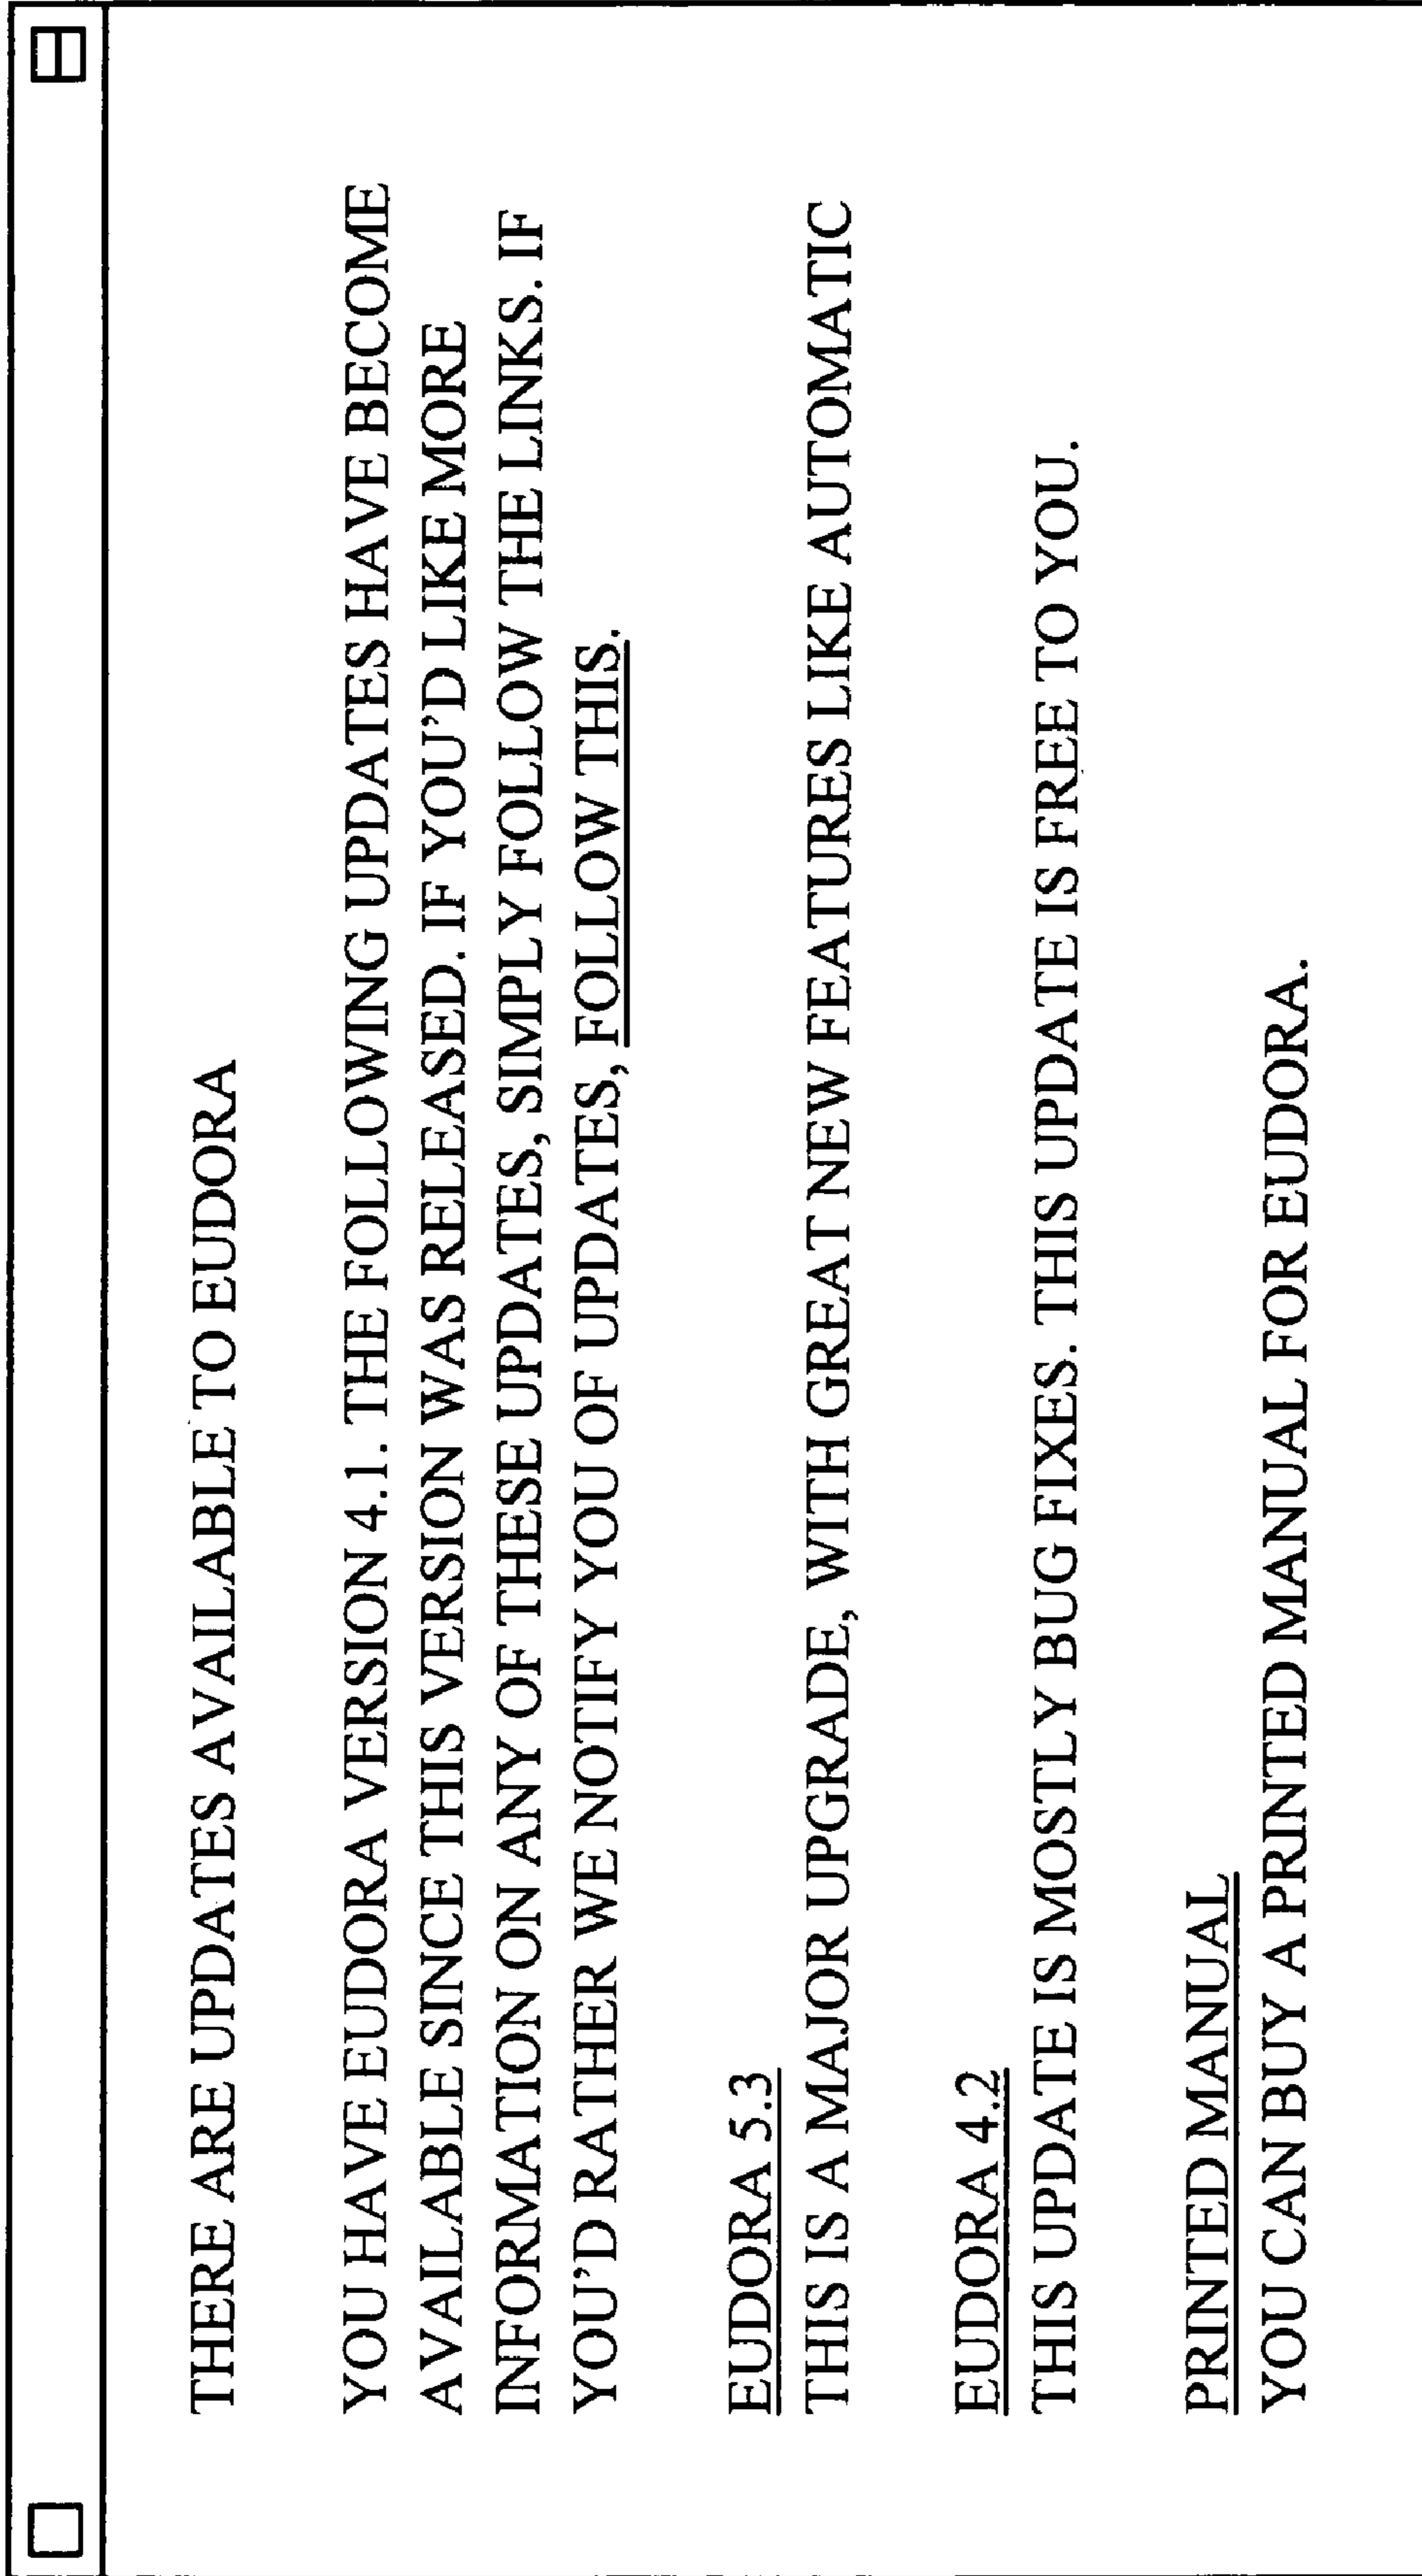 THERE ARE UPDATES AVAILABLE TO EUDORA
YOU HAVE EUDORA VERSION 4.1. THE FOLLOWING UPDATES HAVE BECOME
AVAILABLE SINCE THIS VERSION WAS RELEASED. IF YOU'D LIKE MORE
INFORMATION ON ANY OF THESE UPDATES, SIMPLY FOLLOW THE LINKS. IF
YOU'D RATHER WE NOTIFY YOU OF UPDATES, FOLLOW THIS.
EUDORA 5.3
THIS IS A MAJOR UPGRADE, WITH GREAT NEW FEATURES LIKE AUTOMATIC
EUDORA 4.2
THIS UPDATE IS MOSTLY BUG FIXES. THIS UPDATE IS FREE TO YOU.
PRINTED MANUAL
YOU CAN BUY A PRINTED MANUAL FOR EUDORA.